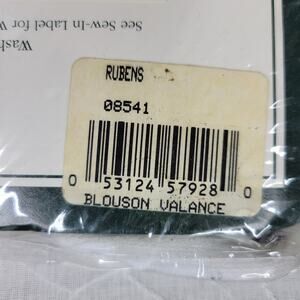 See Sew-In Label for W
Wash
RUBENS
08541
0 53124 57928 0
BLOUSON VALANCE